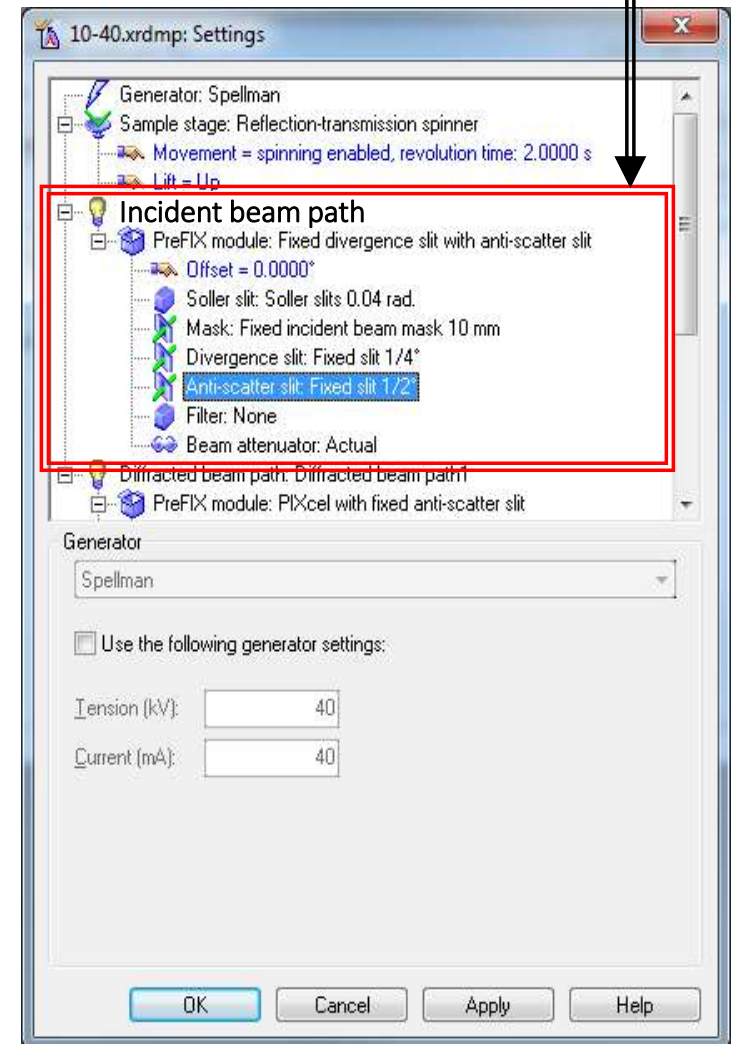 10-40.xrdmp: Settings
Generator: Spellman
Sample stage: Reflection-transmission spinner
Movement = spinning enabled, revolution time: 2.0000 s
Lift = Up
Incident beam path
PreFIX module: Fixed divergence slit with anti-scatter slit
Offset = 0.0000°
Soller slit: Soller slits 0.04 rad.
Mask: Fixed incident beam mask 10 mm
Divergence slit: Fixed slit 1/4°
Anti-scatter slit: Fixed slit 1/2°
Filter: None
Beam attenuator: Actual
Diffracted beam path: Diffracted beam path1
PreFIX module: PIXcel with fixed anti-scatter slit
Generator
Spellman
Use the following generator settings:
Tension (kV): 40
Current (mA): 40
OK Cancel Apply Help